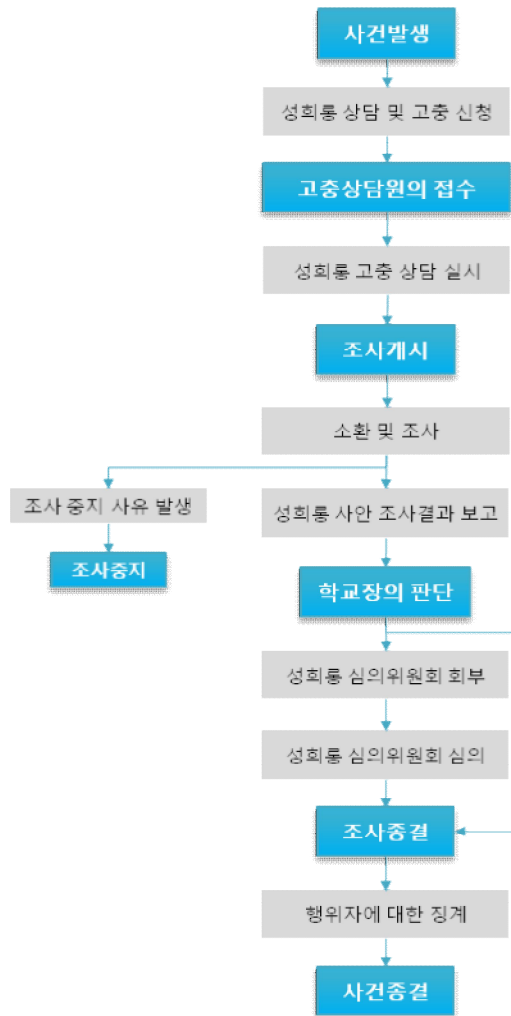 사건발생
성희롱 상담 및 고충 신청
고충상담원의 접수
성희롱 고충 상담 실시
조사개시
소환 및 조사
조사 중지 사유 발생
성희롱 사안 조사결과 보고
조사중지
학교장의 판단
성희롱 심의위원회 회부
성희롱 심의위원회 심의
조사종결
행위자에 대한 징계
사건종결